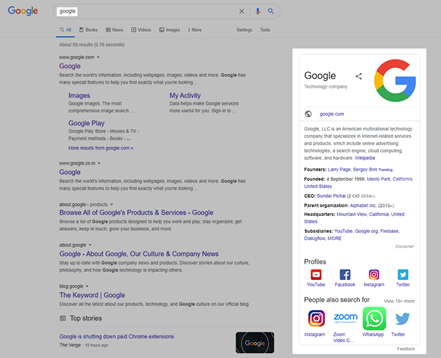 Google
google
All
Books
News
Videos
Images
More
Settings
Tools
About 16 results (0.76 seconds)
www.google.com
Google
Search the world's information, including webpages, images, videos and more. Google has
many special features to help you find exactly what you're looking ...
Images
Google Images. The most
comprehensive image search ...
My Activity
Data helps make Google services
more useful for you. Sign in to ...
Google Play
Google Play Store - Movies & TV -
Payment methods - Books - ...
More results from google.com »
www.google.co.in
Google
Search the world's information, including webpages, images, videos and more. Google has
many special features to help you find exactly what you're looking ...
about.google › products
Browse All of Google's Products & Services - Google
Browse a list of Google products designed to work and play, stay organized, get
answers, keep in touch, grow your business, and more.
about.google
Google - About Google, Our Culture & Company News
Stay up to date with Google company news and products. Discover stories about our culture,
philosophy, and how Google technology is impacting others.
blog.google
The Keyword | Google
Discover all the latest about our products, technology, and Google culture on our official blog.
Top stories
Google is shutting down paid Chrome extensions
The Verge
10 hours ago
Google
Google
Technology company
google.com
Google, LLC is an American multinational technology
company that specializes in Internet-related services
and products, which include online advertising
technologies, a search engine, cloud computing,
software, and hardware. Wikipedia
Founders: Larry Page, Sergey Brin Trending
Founded: 4 September 1998, Menlo Park, California,
United States
CEO: Sundar Pichai
Parent organization: Alphabet Inc.
Headquarters: Mountain View, California, United
States
Subsidiaries: YouTube, Google.org, Firebase,
Dialogflow, MORE
Disclaimer
Profiles
YouTube
Facebook
Instagram
Twitter
People also search for
View 15+ more
zoom
Instagram
Zoom
Video C...
WhatsApp
Twitter
Feedback